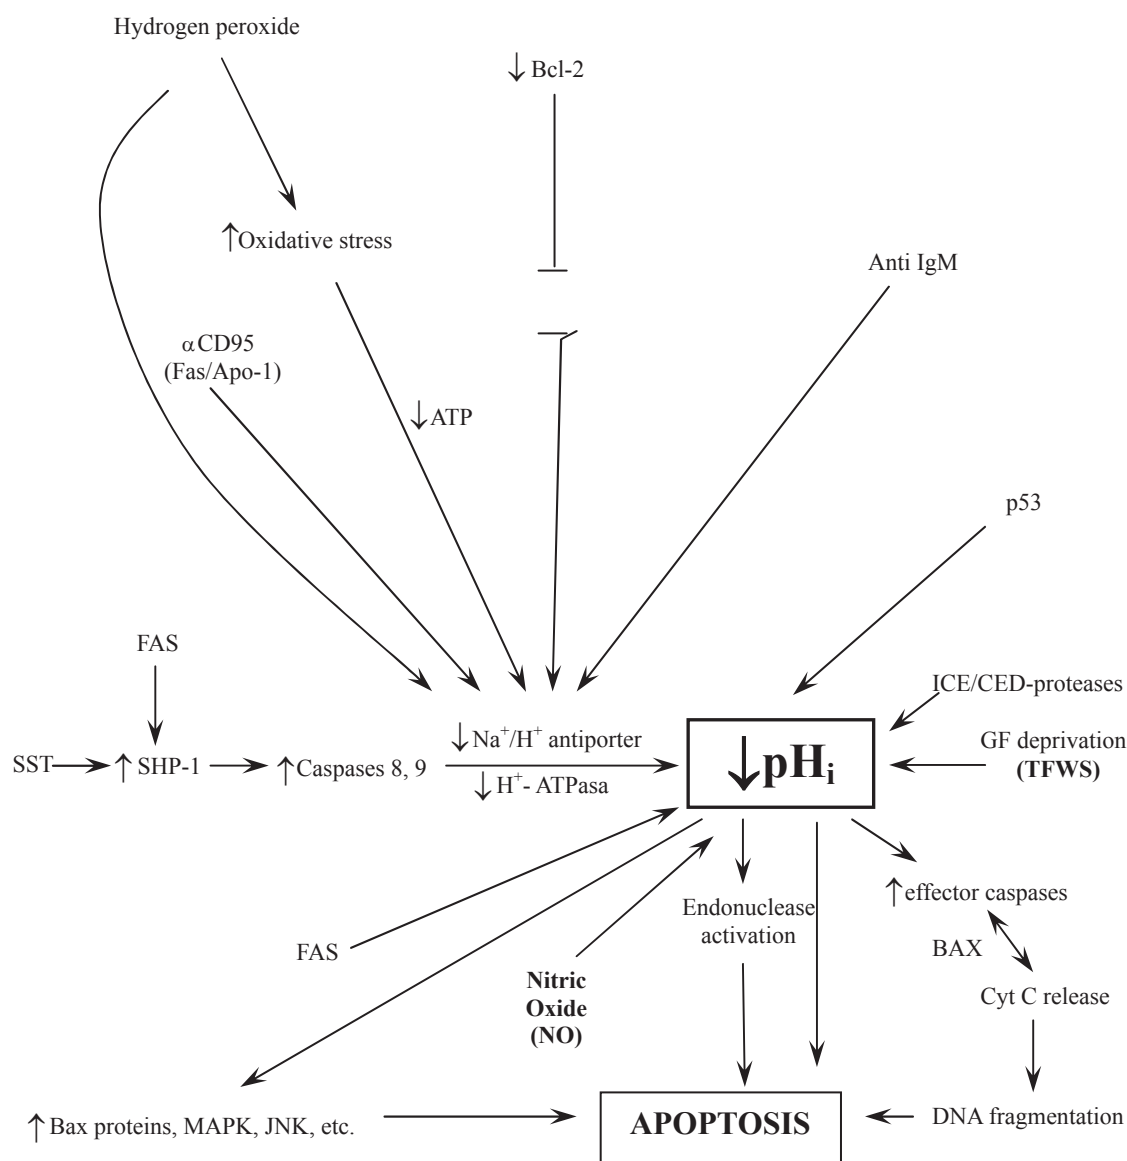 Hydrogen peroxide
↓ Bcl-2
↑Oxidative stress
Anti IgM
αCD95
(Fas/Apo-1)
↓ATP
p53
FAS
ICE/CED-proteases
↓ Na⁺/H⁺ antiporter
GF deprivation
(TFWS)
SST
↑ SHP-1
↑ Caspases 8, 9
↓ H⁺- ATPasa
↓pHᵢ
↑effector caspases
Endonuclease
activation
FAS
BAX
Nitric
Oxide
(NO)
Cyt C release
↑ Bax proteins, MAPK, JNK, etc.
APOPTOSIS
DNA fragmentation